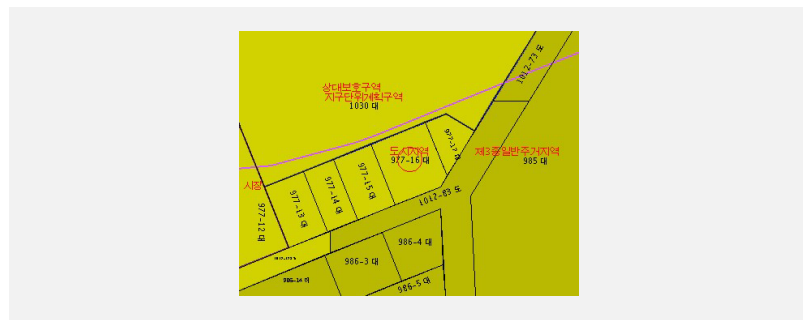 1012-73 도
상대보호구역
지구단위계획구역
1030 대
도시지역
977-16 대
977-17 대
제3종일반주거지역
985 대
시장
977-15 대
977-14 대
977-13 대
977-12 대
1012-83 도
986-4 대
986-3 대
986-14 대
986-5 대